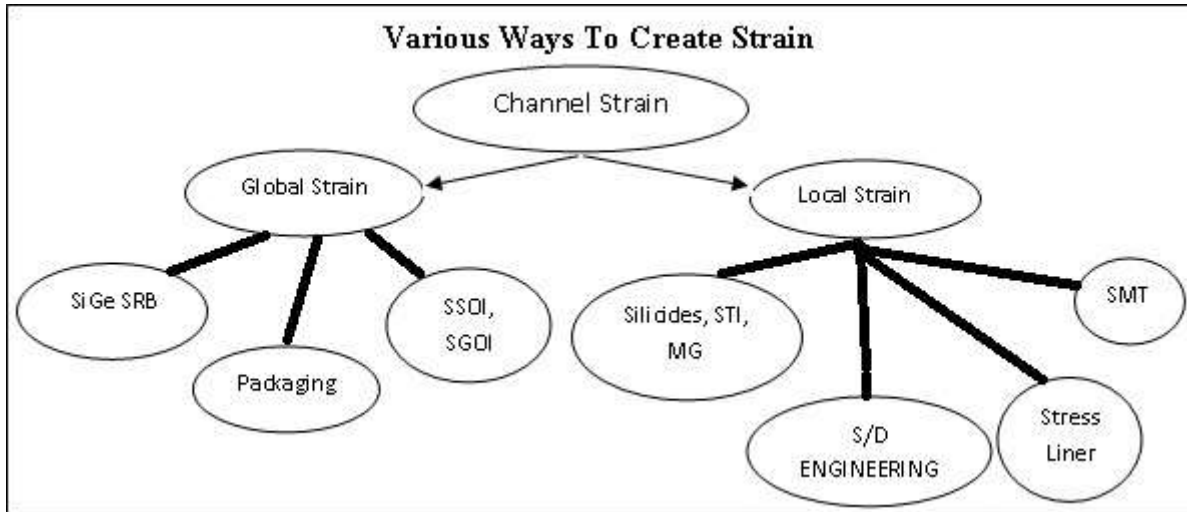 Various Ways To Create Strain
Channel Strain
Global Strain
Local Strain
SiGe SRB
Packaging
SSOI,
SGOI
Silicides, STI,
MG
S/D
ENGINEERING
Stress
Liner
SMT